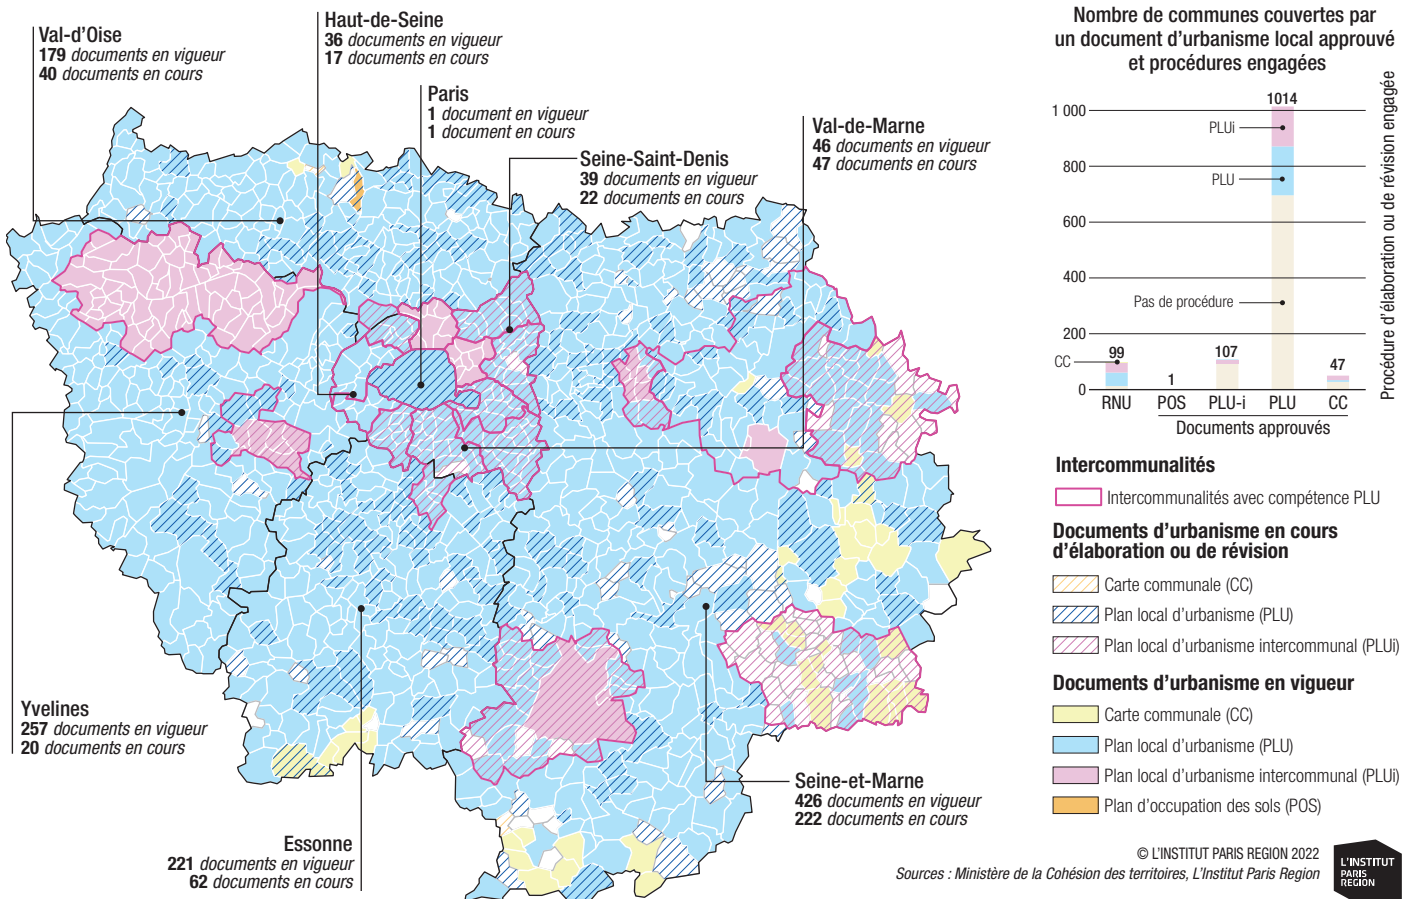 Val-d'Oise
179 documents en vigueur
40 documents en cours
Haut-de-Seine
36 documents en vigueur
17 documents en cours
Paris
1 document en vigueur
1 document en cours
Seine-Saint-Denis
39 documents en vigueur
22 documents en cours
Val-de-Marne
46 documents en vigueur
47 documents en cours
Yvelines
257 documents en vigueur
20 documents en cours
Essonne
221 documents en vigueur
62 documents en cours
Seine-et-Marne
426 documents en vigueur
222 documents en cours
Nombre de communes couvertes par
un document d'urbanisme local approuvé
et procédures engagées
1 000
800
600
400
200
0
1014
PLUi
PLU
Pas de procédure
CC
99
1
107
47
RNU
POS
PLU-i
PLU
CC
Documents approuvés
Procédure d'élaboration ou de révision engagée
Intercommunalités
Intercommunalités avec compétence PLU
Documents d'urbanisme en cours
d'élaboration ou de révision
Carte communale (CC)
Plan local d'urbanisme (PLU)
Plan local d'urbanisme intercommunal (PLUi)
Documents d'urbanisme en vigueur
Carte communale (CC)
Plan local d'urbanisme (PLU)
Plan local d'urbanisme intercommunal (PLUi)
Plan d'occupation des sols (POS)
© L'INSTITUT PARIS REGION 2022
Sources : Ministère de la Cohésion des territoires, L'Institut Paris Region
L'INSTITUT
PARIS
REGION